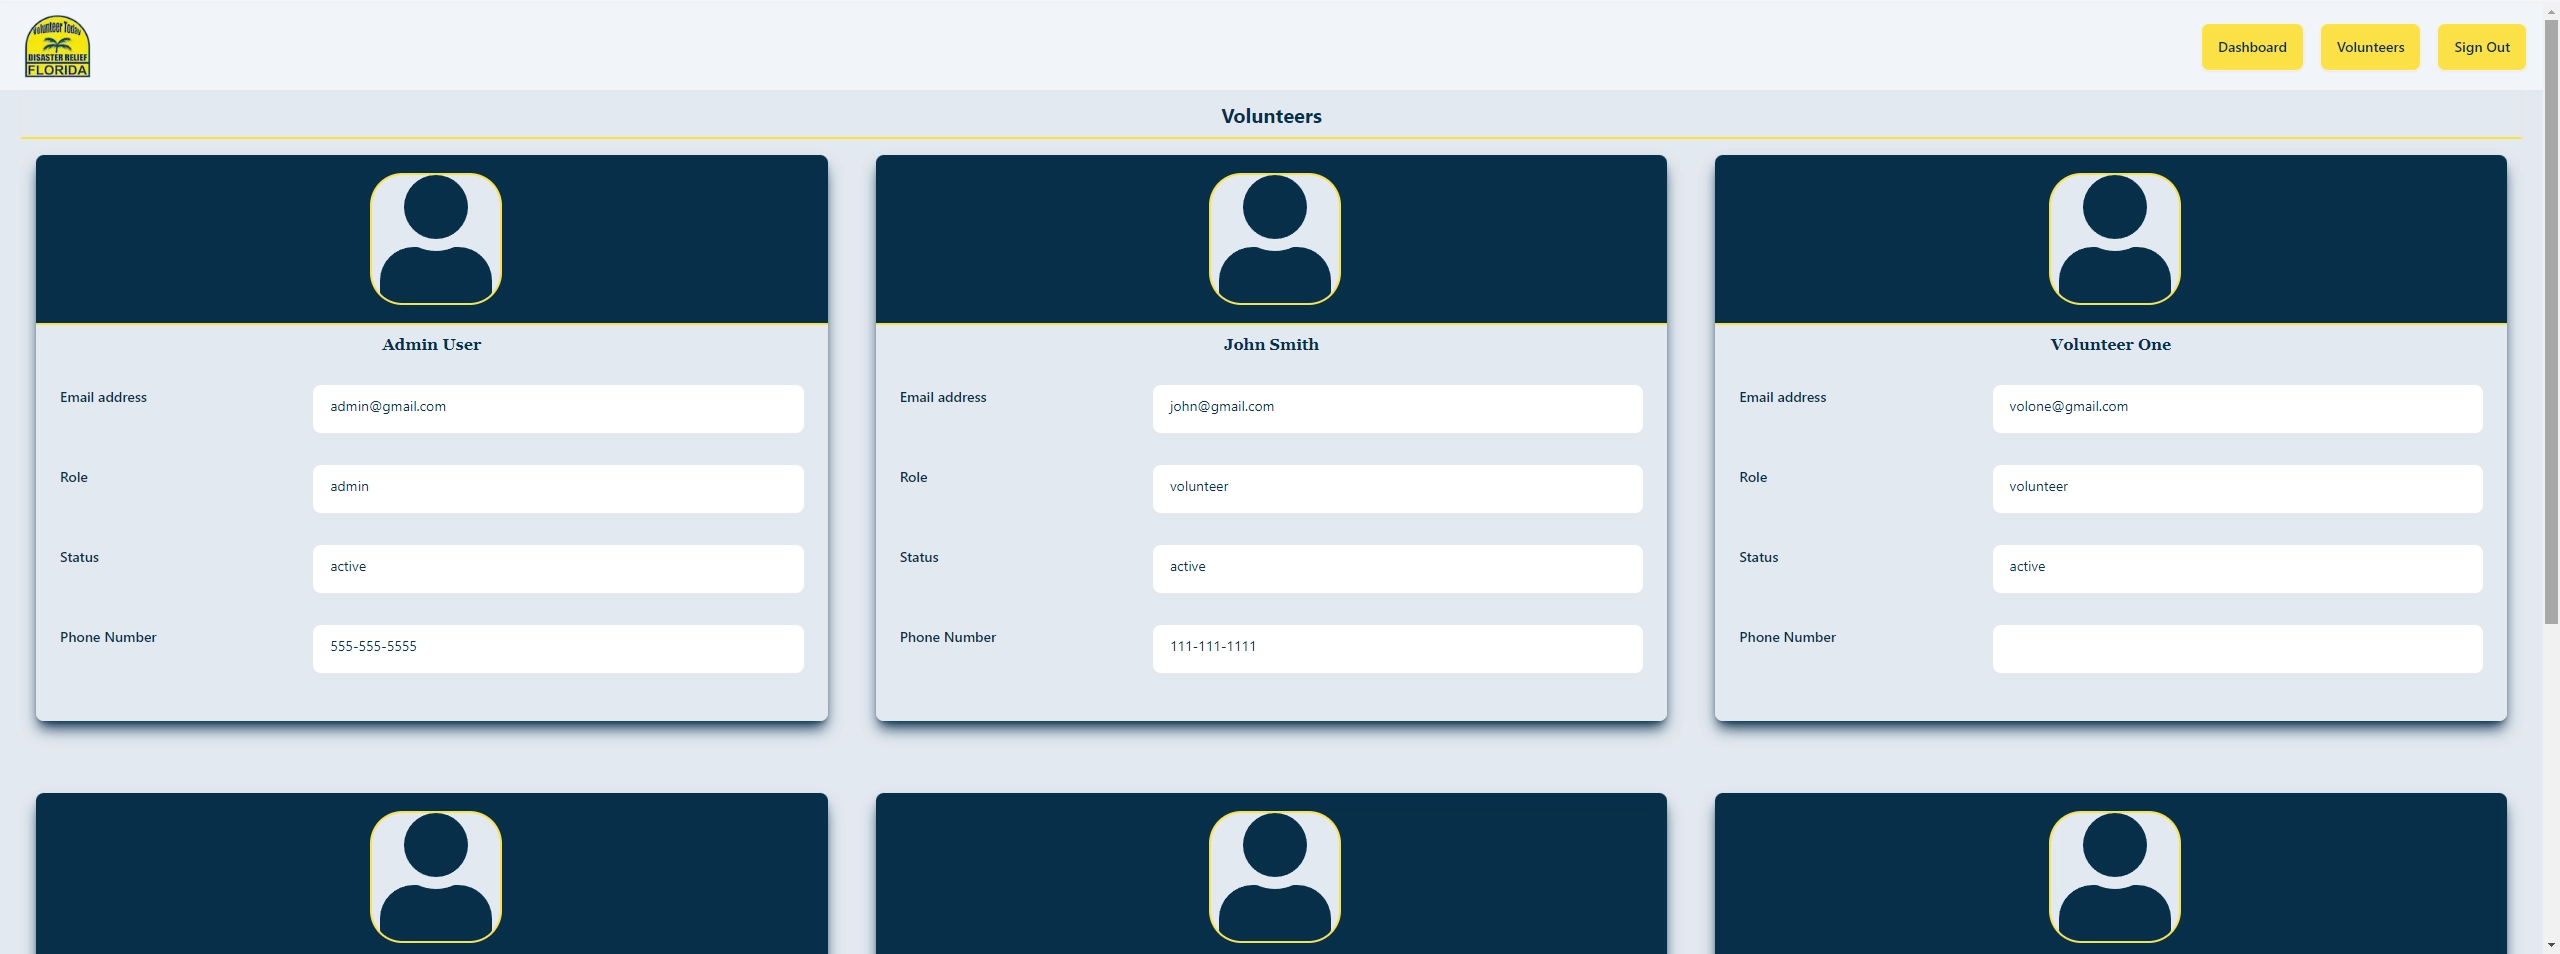 Volunteer Today
DISASTER RELIEF
FLORIDA
Dashboard Volunteers Sign Out
Volunteers
Admin User
Email address admin@gmail.com
Role admin
Status active
Phone Number 555-555-5555
John Smith
Email address john@gmail.com
Role volunteer
Status active
Phone Number 111-111-1111
Volunteer One
Email address volone@gmail.com
Role volunteer
Status active
Phone Number